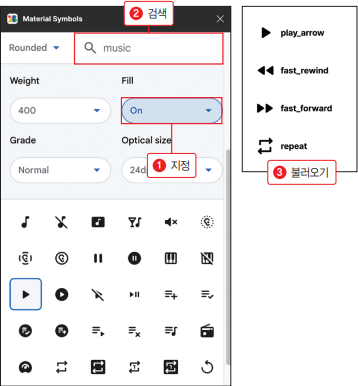 Material Symbols
2 검색
Rounded
music
Weight
Fill
400
On
Grade
Optical size
1 지정
Normal
24d
play_arrow
fast_rewind
fast_forward
repeat
3 불러오기